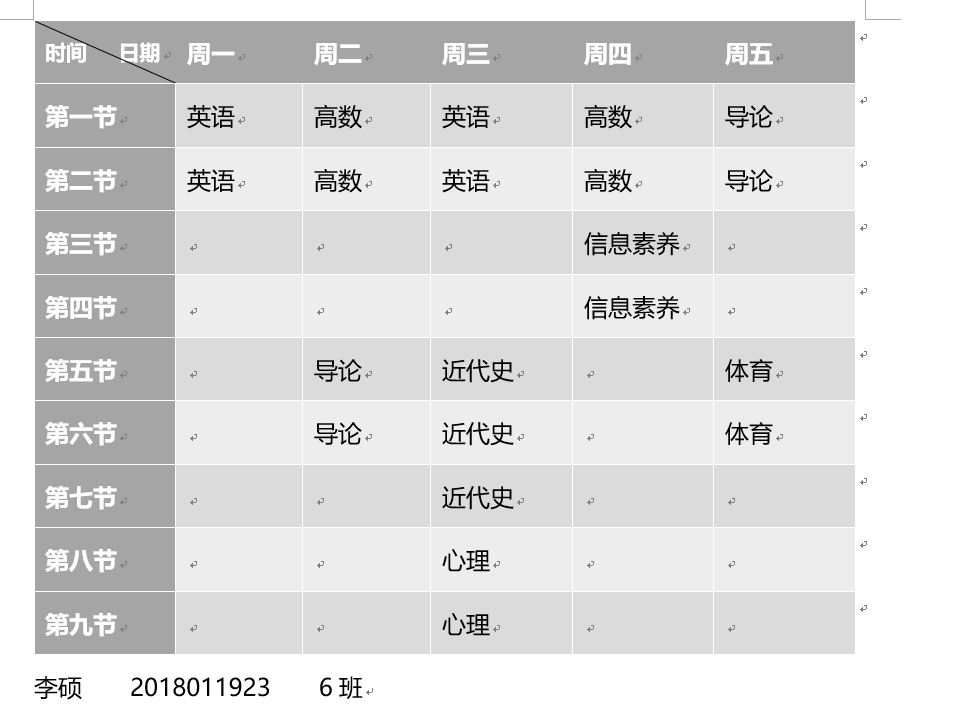 时间 日期 周一 周二 周三 周四 周五
第一节 英语 高数 英语 高数 导论
第二节 英语 高数 英语 高数 导论
第三节 信息素养
第四节 信息素养
第五节 导论 近代史 体育
第六节 导论 近代史 体育
第七节 近代史
第八节 心理
第九节 心理
李硕 2018011923 6 班